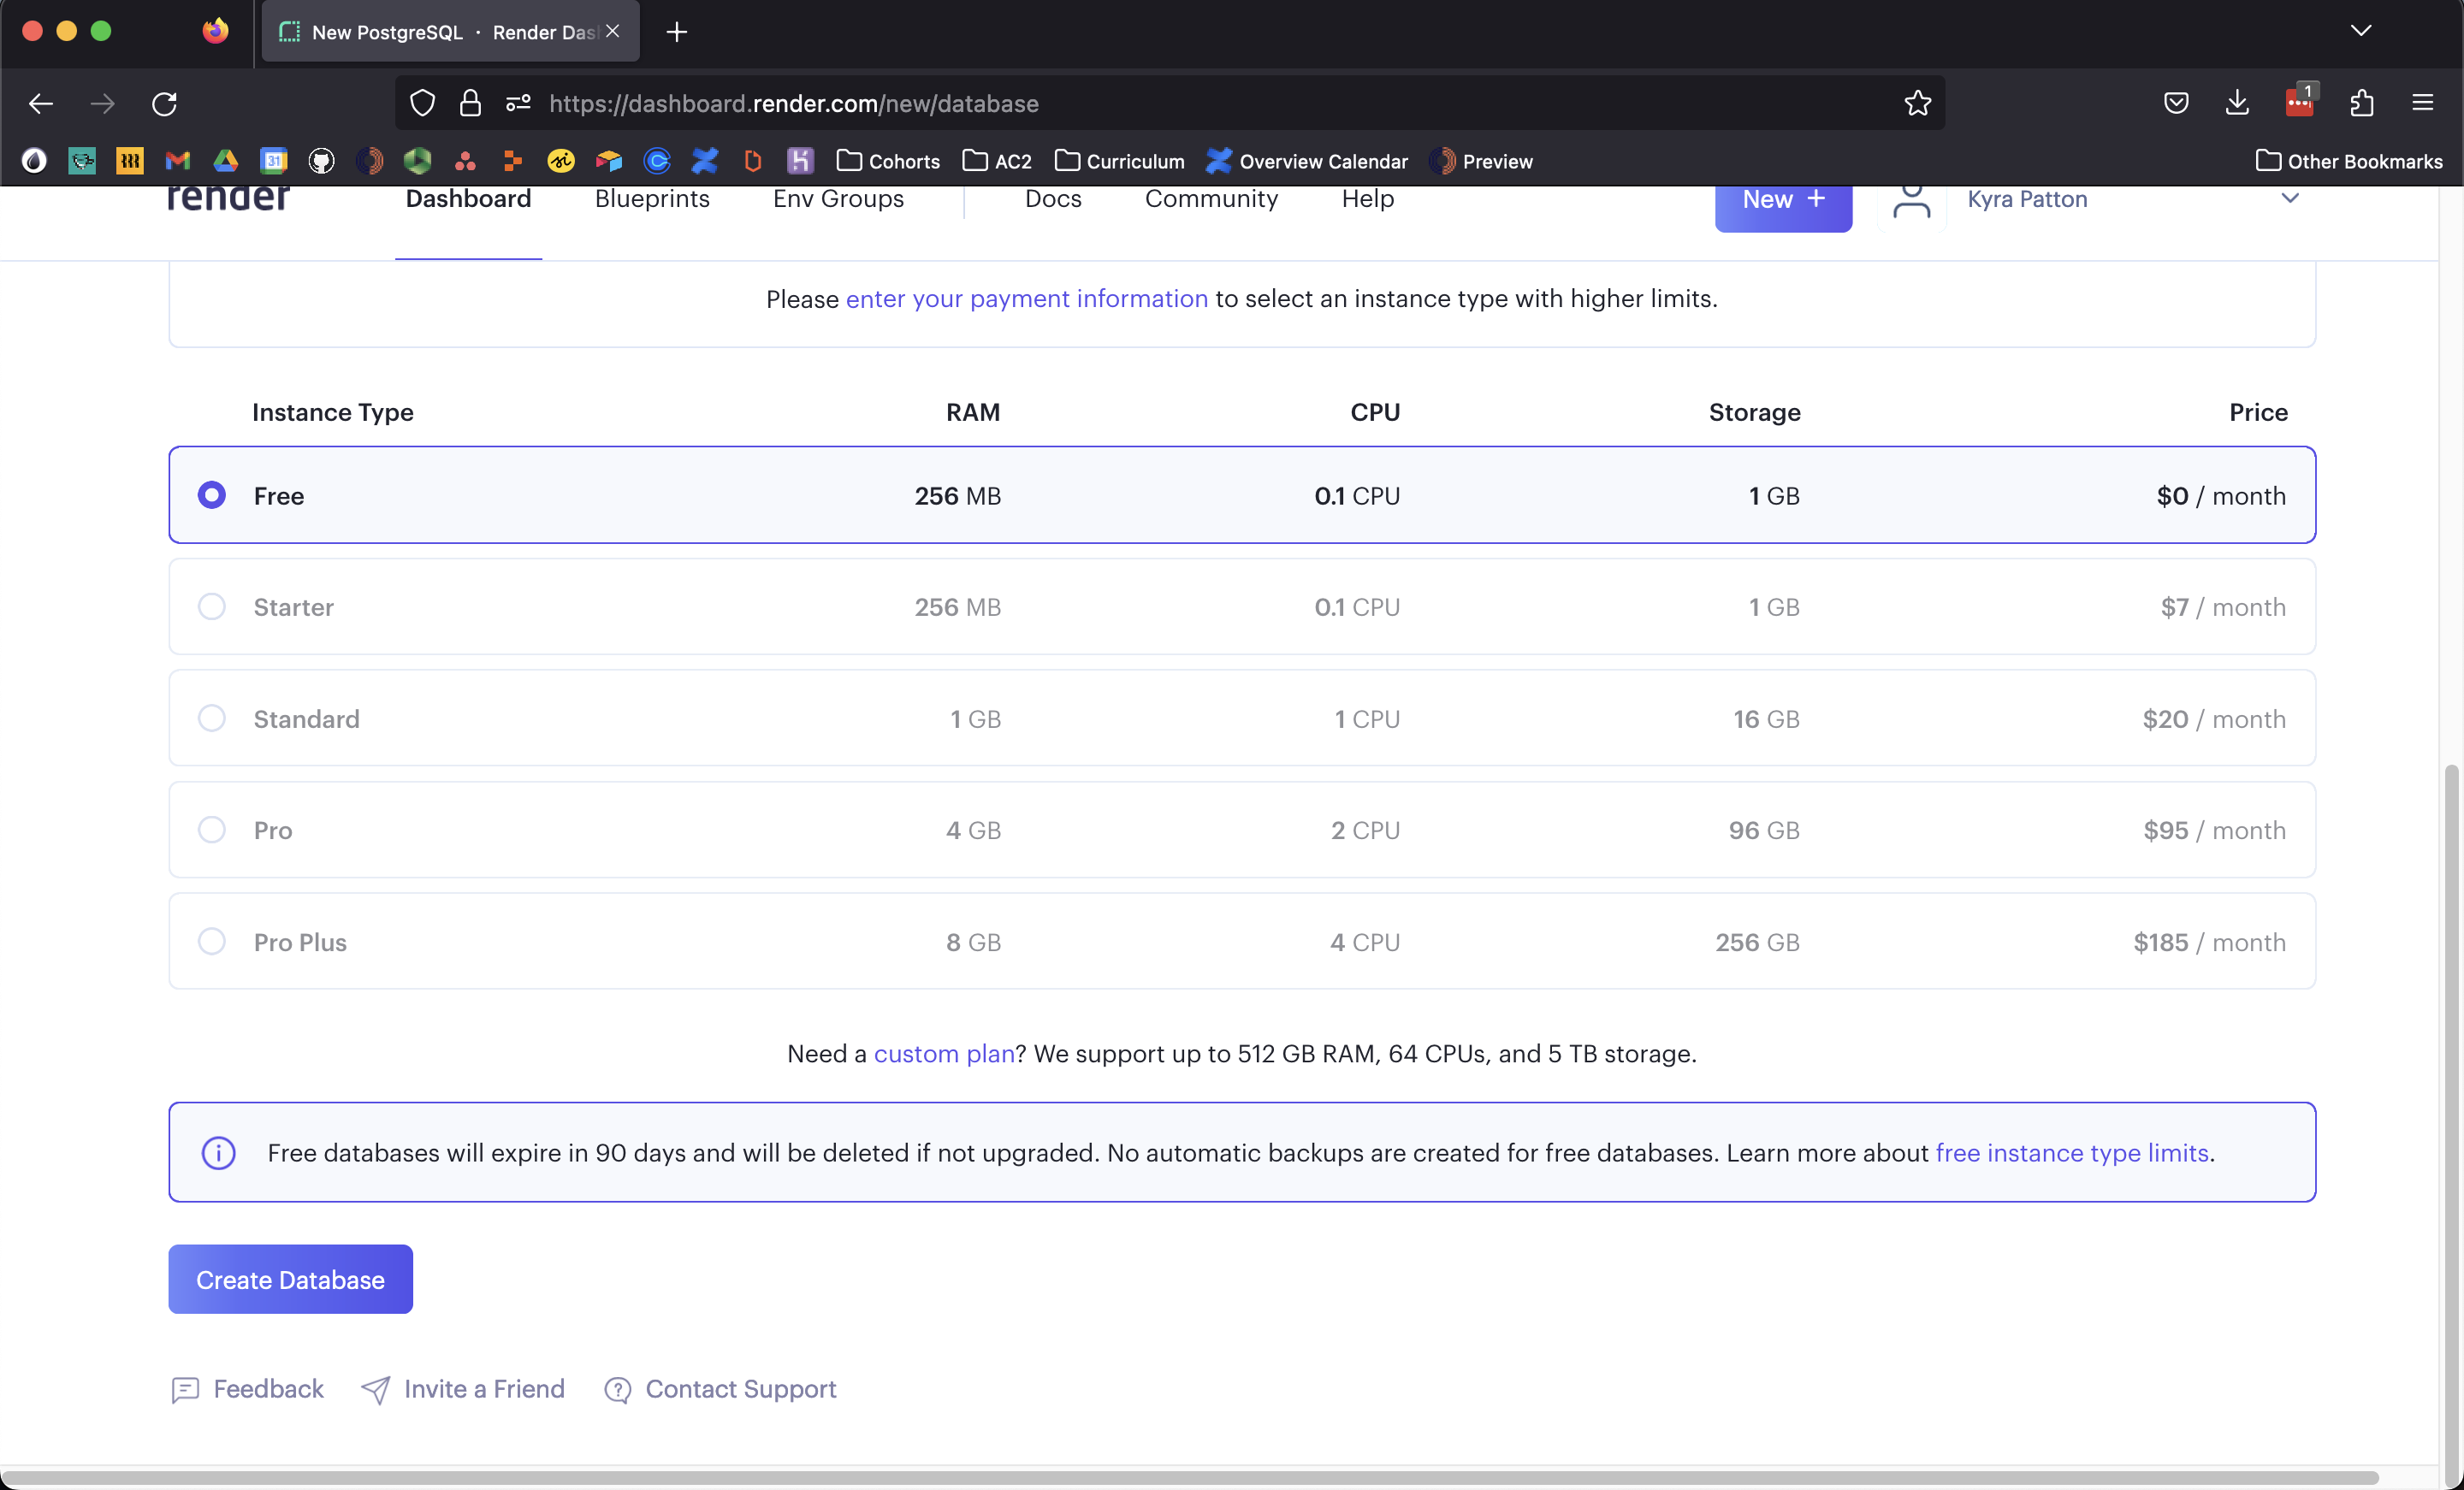 New PostgreSQL · Render Das
https://dashboard.render.com/new/database
1
31
Cohorts AC2 Curriculum Overview Calendar Preview Other Bookmarks
render Dashboard Blueprints Env Groups Docs Community Help New + Kyra Patton
Please enter your payment information to select an instance type with higher limits.
Instance Type RAM CPU Storage Price
Free 256 MB 0.1 CPU 1 GB $0 / month
Starter 256 MB 0.1 CPU 1 GB $7 / month
Standard 1 GB 1 CPU 16 GB $20 / month
Pro 4 GB 2 CPU 96 GB $95 / month
Pro Plus 8 GB 4 CPU 256 GB $185 / month
Need a custom plan? We support up to 512 GB RAM, 64 CPUs, and 5 TB storage.
Free databases will expire in 90 days and will be deleted if not upgraded. No automatic backups are created for free databases. Learn more about free instance type limits.
Create Database
Feedback Invite a Friend Contact Support